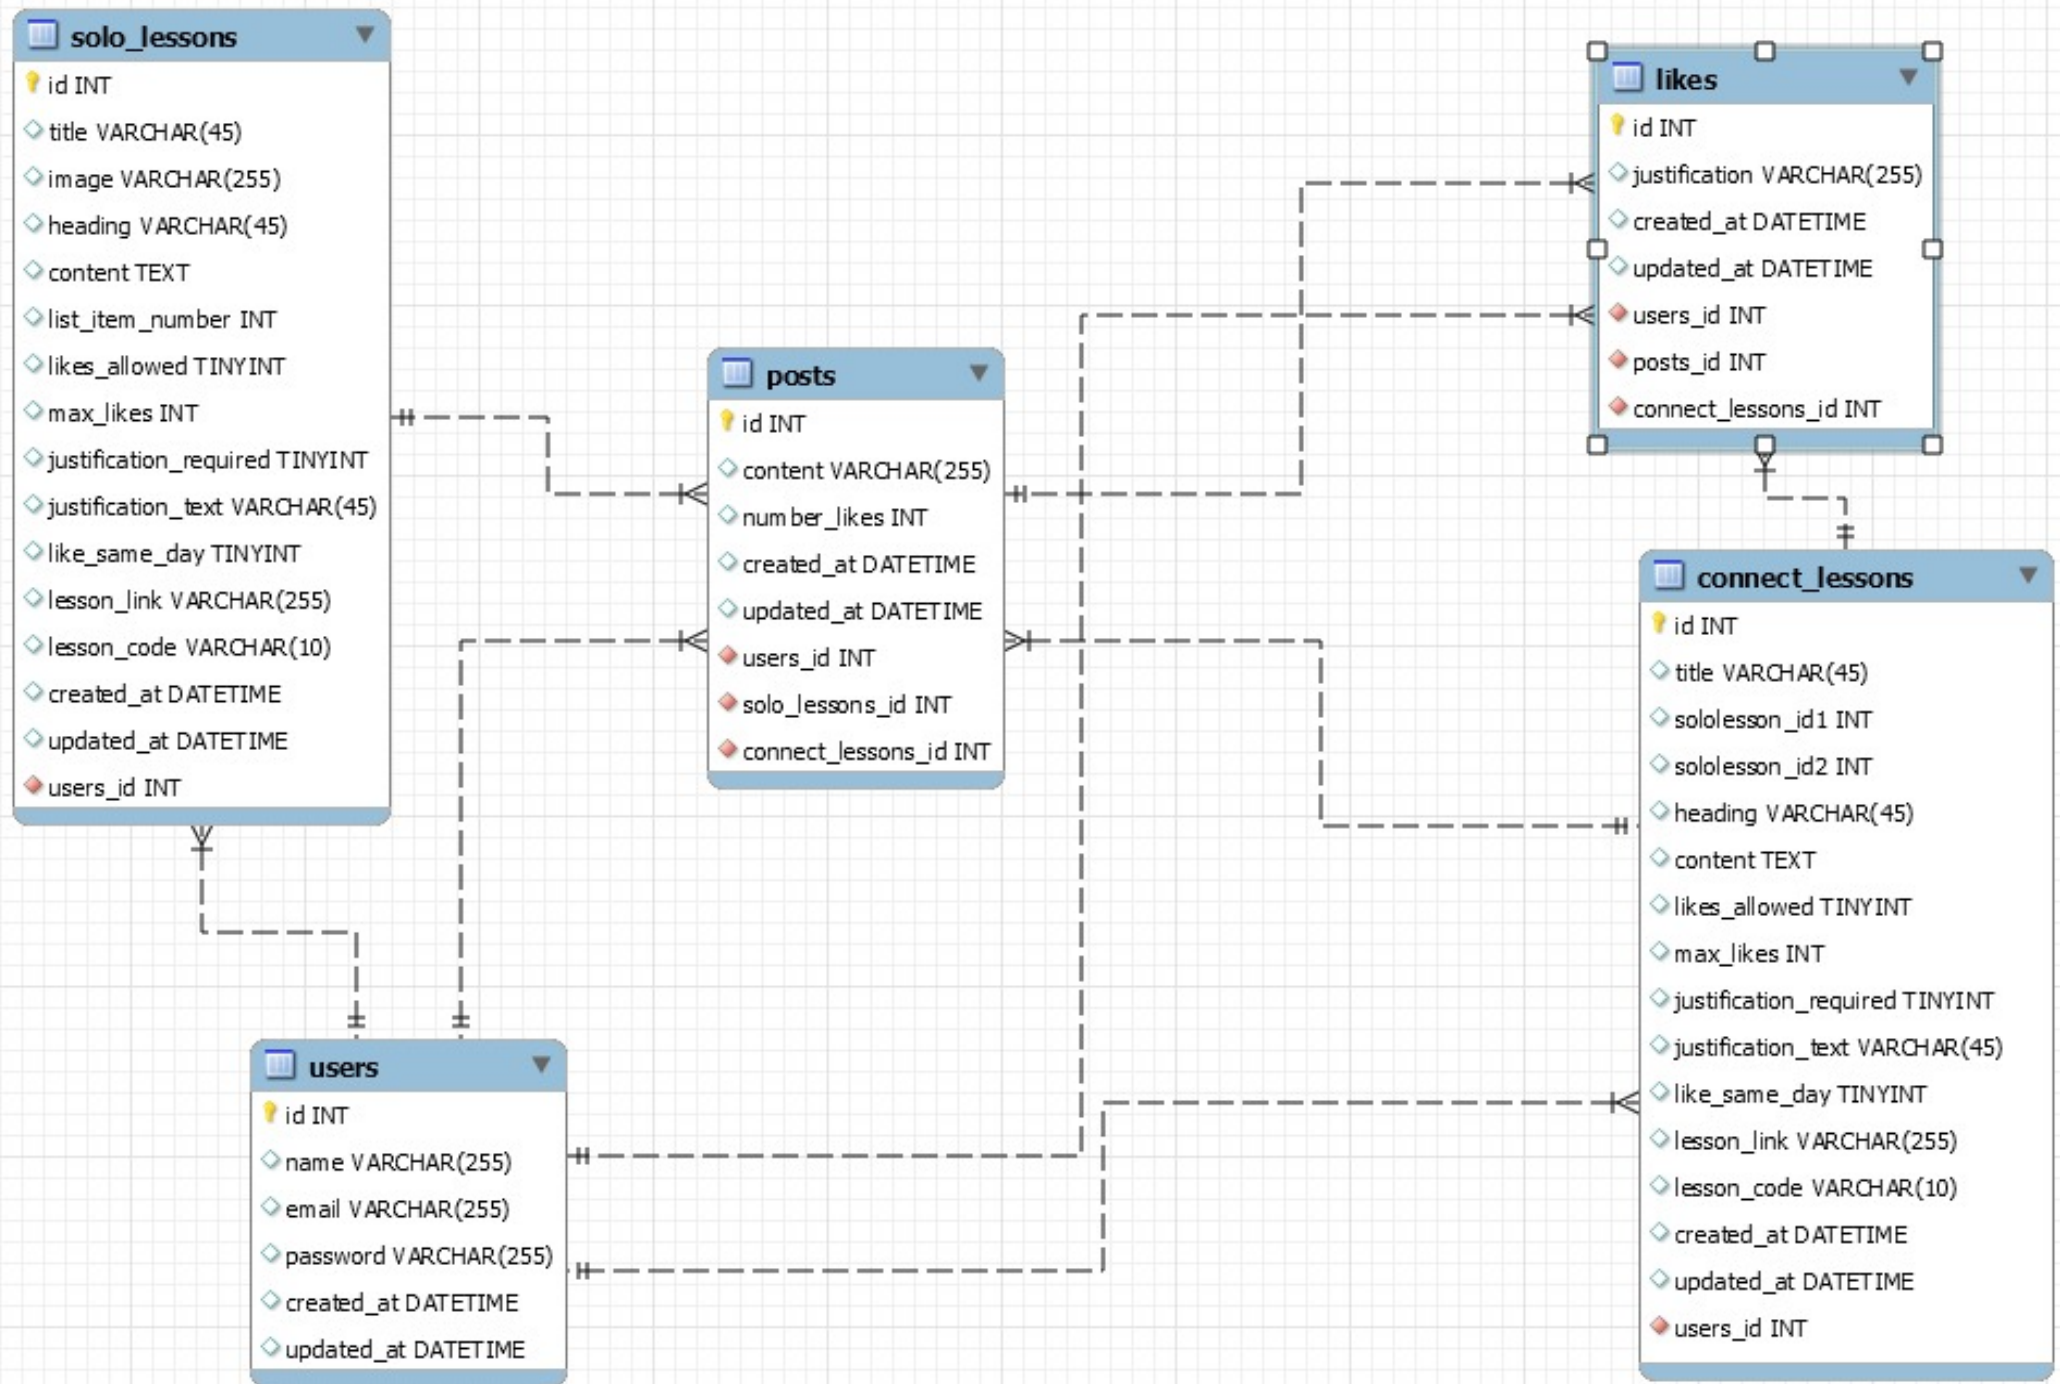 solo_lessons
id INT
title VARCHAR(45)
image VARCHAR(255)
heading VARCHAR(45)
content TEXT
list_item_number INT
likes_allowed TINYINT
max_likes INT
justification_required TINYINT
justification_text VARCHAR(45)
like_same_day TINYINT
lesson_link VARCHAR(255)
lesson_code VARCHAR(10)
created_at DATETIME
updated_at DATETIME
users_id INT
posts
id INT
content VARCHAR(255)
number_likes INT
created_at DATETIME
updated_at DATETIME
users_id INT
solo_lessons_id INT
connect_lessons_id INT
likes
id INT
justification VARCHAR(255)
created_at DATETIME
updated_at DATETIME
users_id INT
posts_id INT
connect_lessons_id INT
users
id INT
name VARCHAR(255)
email VARCHAR(255)
password VARCHAR(255)
created_at DATETIME
updated_at DATETIME
connect_lessons
id INT
title VARCHAR(45)
sololesson_id1 INT
sololesson_id2 INT
heading VARCHAR(45)
content TEXT
likes_allowed TINYINT
max_likes INT
justification_required TINYINT
justification_text VARCHAR(45)
like_same_day TINYINT
lesson_link VARCHAR(255)
lesson_code VARCHAR(10)
created_at DATETIME
updated_at DATETIME
users_id INT